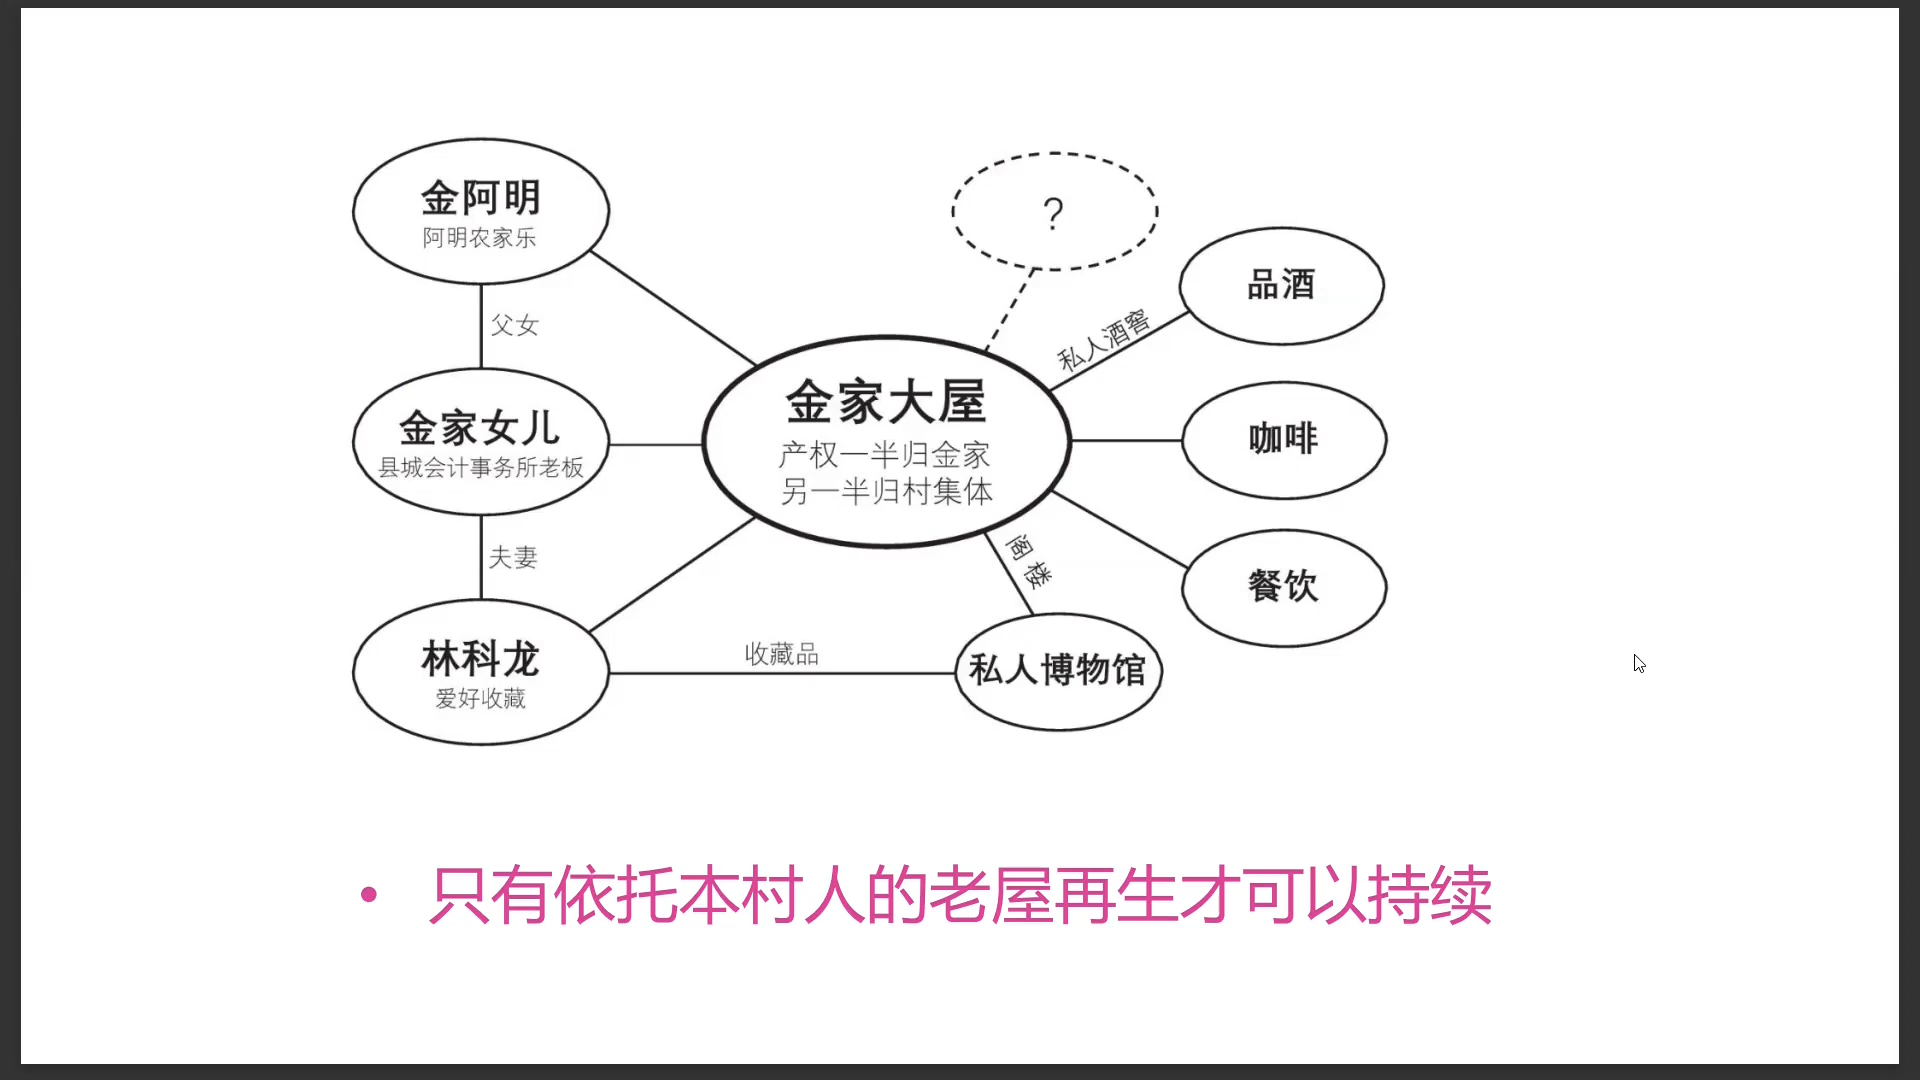 金阿明
阿明农家乐
父女
金家女儿
县城会计事务所老板
夫妻
林科龙
爱好收藏
金家大屋
产权一半归金家
另一半归村集体
?
私人酒窖
品酒
咖啡
餐饮
阁楼
收藏品
私人博物馆
• 只有依托本村人的老屋再生才可以持续